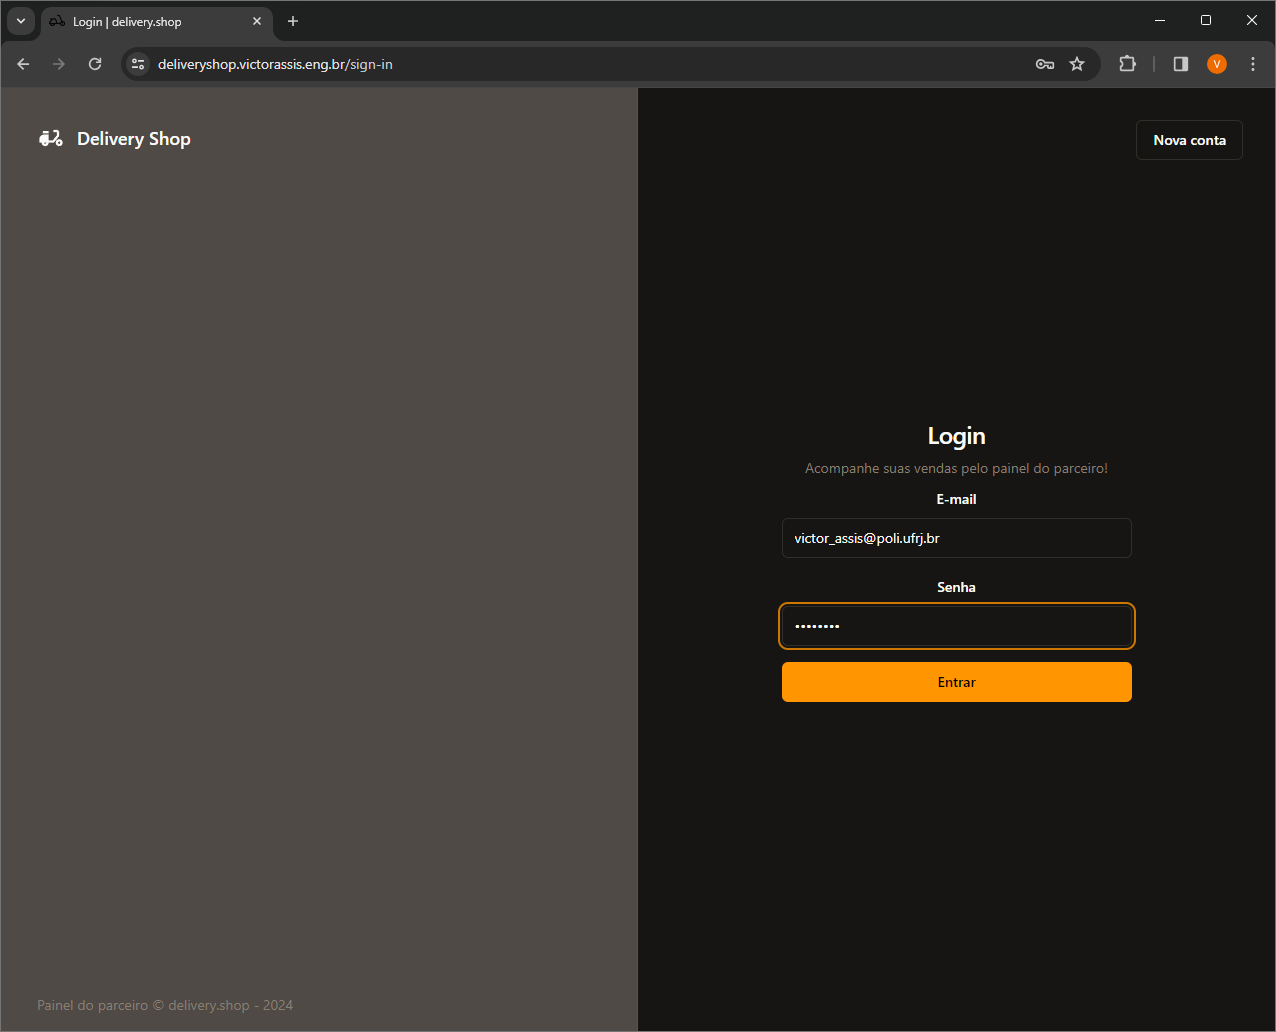 Login | delivery.shop
deliveryshop.victorassis.eng.br/sign-in
V
Delivery Shop
Nova conta
Login
Acompanhe suas vendas pelo painel do parceiro!
E-mail
victor_assis@poli.ufrj.br
Senha
••••••••
Entrar
Painel do parceiro © delivery.shop - 2024